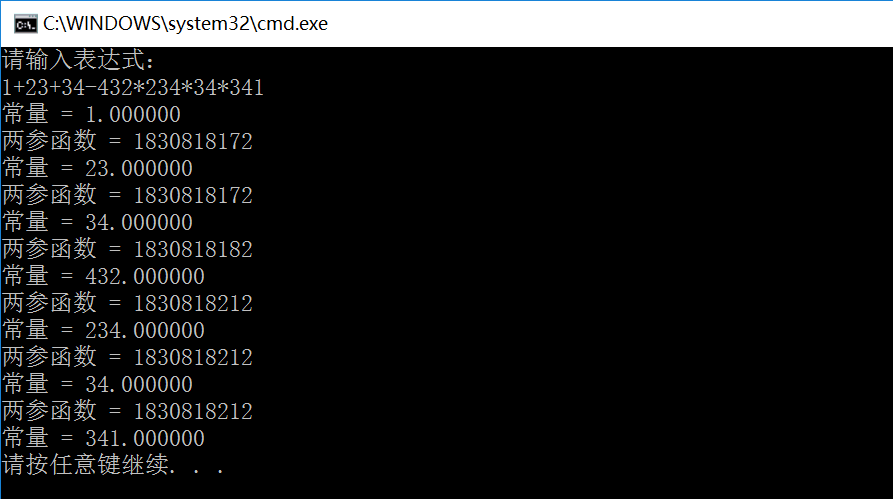 C:\WINDOWS\system32\cmd.exe
请输入表达式：
1+23+34-432*234*34*341
常量 = 1.000000
两参函数 = 1830818172
常量 = 23.000000
两参函数 = 1830818172
常量 = 34.000000
两参函数 = 1830818182
常量 = 432.000000
两参函数 = 1830818212
常量 = 234.000000
两参函数 = 1830818212
常量 = 34.000000
两参函数 = 1830818212
常量 = 341.000000
请按任意键继续. . .